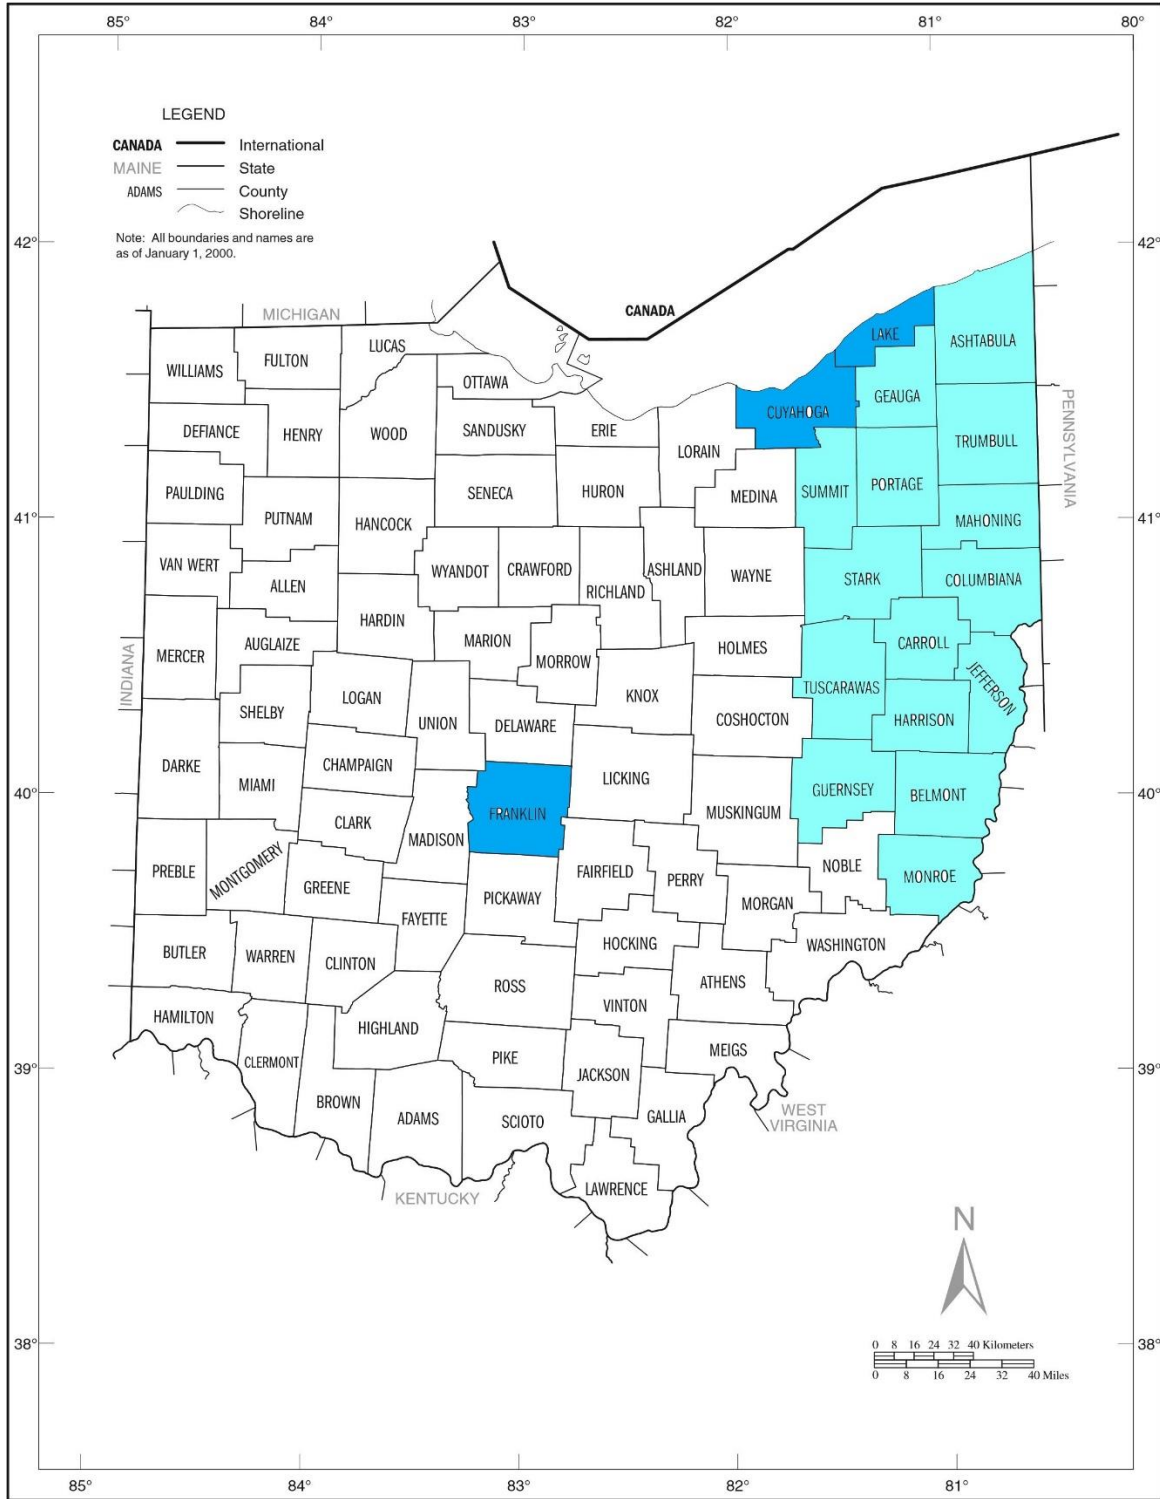 85° 84° 83° 82° 81° 80°
LEGEND
CANADA International
MAINE State
ADAMS County
Shoreline
Note: All boundaries and names are
as of January 1, 2000.
42° 42°
MICHIGAN
CANADA
LAKE
ASHTABULA
LUCAS
FULTON
WILLIAMS
OTTAWA
GEAUGA
CUYAHOGA
PENNSYLVANIA
DEFIANCE
HENRY
WOOD
SANDUSKY
ERIE
LORAIN
TRUMBULL
PAULDING
SENECA
HURON
MEDINA
SUMMIT
PORTAGE
41° 41°
PUTNAM
HANCOCK
MAHONING
VAN WERT
ALLEN
WYANDOT
CRAWFORD
RICHLAND
ASHLAND
WAYNE
STARK
COLUMBIANA
HARDIN
AUGLAIZE
MERCER
MARION
MORROW
HOLMES
CARROLL
INDIANA
LOGAN
KNOX
TUSCARAWAS
JEFFERSON
SHELBY
UNION
DELAWARE
COSHOCTON
HARRISON
DARKE
CHAMPAIGN
MIAMI
LICKING
GUERNSEY
BELMONT
40° 40°
CLARK
MADISON
FRANKLIN
MUSKINGUM
PREBLE
MONTGOMERY
GREENE
FAIRFIELD
PERRY
NOBLE
MONROE
FAYETTE
PICKAWAY
MORGAN
BUTLER
WARREN
CLINTON
HOCKING
WASHINGTON
ROSS
ATHENS
VINTON
HAMILTON
HIGHLAND
CLERMONT
PIKE
JACKSON
MEIGS
39° 39°
BROWN
ADAMS
SCIOTO
GALLIA
WEST
VIRGINIA
KENTUCKY
LAWRENCE
N
38° 38°
0 8 16 24 32 40 Kilometers
0 8 16 24 32 40 Miles
85° 84° 83° 82° 81°